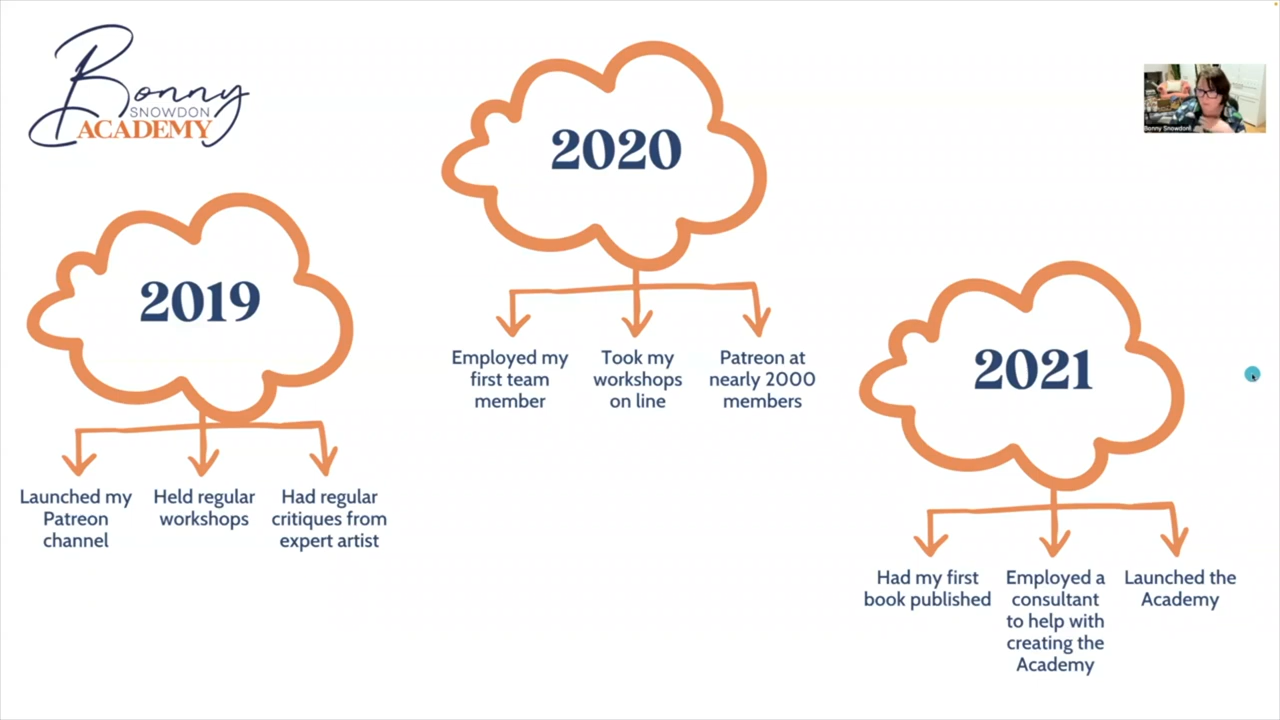 Bonny
SNOWDON
ACADEMY
Bonny Snowdon
2019
Launched my
Patreon
channel
Held regular
workshops
Had regular
critiques from
expert artist
2020
Employed my
first team
member
Took my
workshops
on line
Patreon at
nearly 2000
members
2021
Had my first
book published
Employed a
consultant
to help with
creating the
Academy
Launched the
Academy